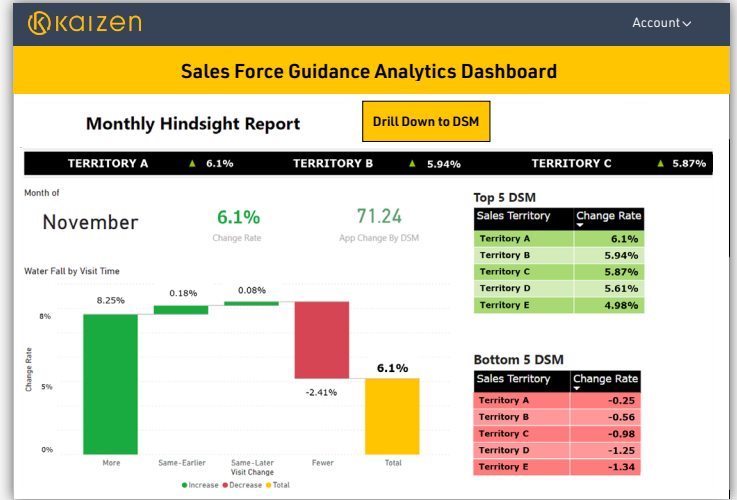 kaizen
Account
Sales Force Guidance Analytics Dashboard
Monthly Hindsight Report
Drill Down to DSM
TERRITORY A ▲ 6.1% TERRITORY B ▲ 5.94% TERRITORY C ▲ 5.87%
Month of
November
6.1%
Change Rate
71.24
App Change By DSM
Water Fall by Visit Time
Change Rate
8%
5%
0%
8.25%
0.18%
0.08%
-2.41%
6.1%
More Same-Earlier Same-Later Fewer Total
Visit Change
Increase Decrease Total
Top 5 DSM
Sales Territory Change Rate
Territory A 6.1%
Territory B 5.94%
Territory C 5.87%
Territory D 5.61%
Territory E 4.98%
Bottom 5 DSM
Sales Territory Change Rate
Territory A -0.25
Territory B -0.56
Territory C -0.98
Territory D -1.25
Territory E -1.34